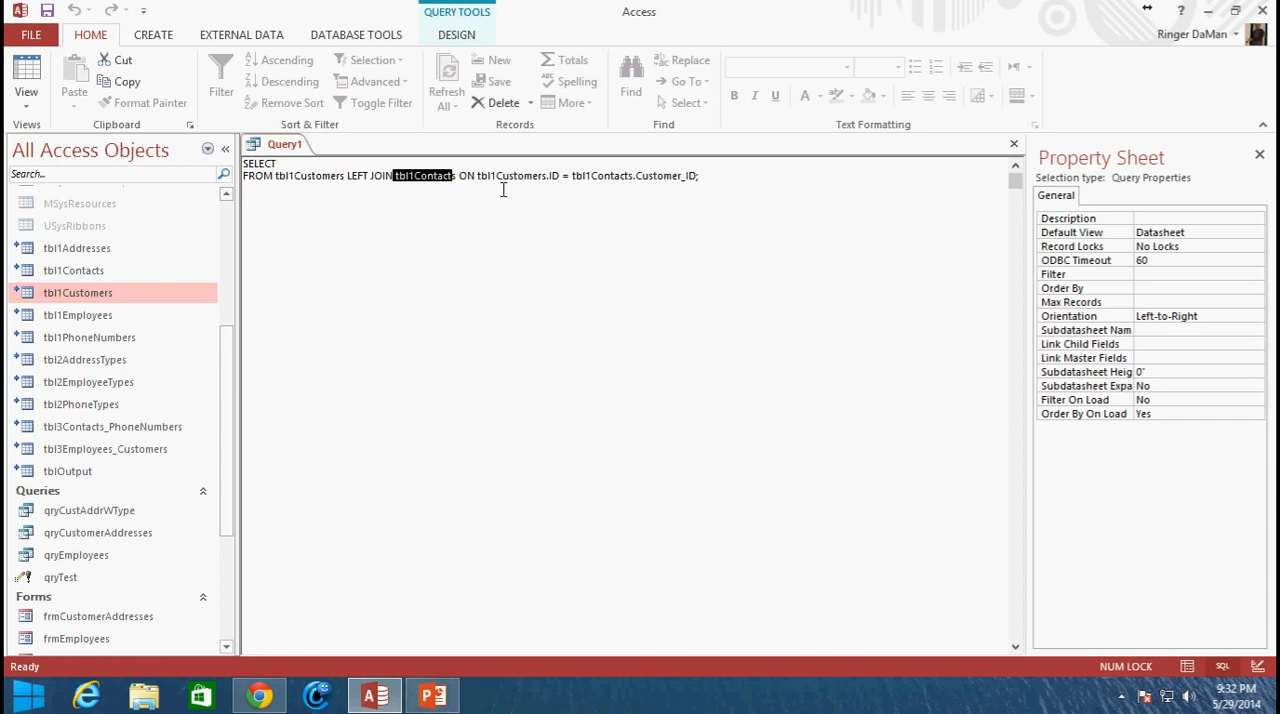 QUERY TOOLS
Access
?
FILE
HOME
CREATE
EXTERNAL DATA
DATABASE TOOLS
DESIGN
Ringer DaMan
View
Paste
Cut
Copy
Format Painter
Filter
Ascending
Descending
Remove Sort
Selection
Advanced
Toggle Filter
Refresh
All
New
Save
Delete
Totals
Spelling
More
Find
Replace
Go To
Select
B I U
A
Views
Clipboard
Sort & Filter
Records
Find
Text Formatting
All Access Objects
Search...
MSysResources
USysRibbons
tbl1Addresses
tbl1Contacts
tbl1Customers
tbl1Employees
tbl1PhoneNumbers
tbl2AddressTypes
tbl2EmployeeTypes
tbl2PhoneTypes
tbl3Contacts_PhoneNumbers
tbl3Employees_Customers
tblOutput
Queries
qryCustAddrWType
qryCustomerAddresses
qryEmployees
qryTest
Forms
frmCustomerAddresses
frmEmployees
Query1
SELECT
FROM tbl1Customers LEFT JOIN tbl1Contacts ON tbl1Customers.ID = tbl1Contacts.Customer_ID;
Property Sheet
Selection type: Query Properties
General
Description
Default View Datasheet
Record Locks No Locks
ODBC Timeout 60
Filter
Order By
Max Records
Orientation Left-to-Right
Subdatasheet Nam
Link Child Fields
Link Master Fields
Subdatasheet Heig 0"
Subdatasheet Expa No
Filter On Load No
Order By On Load Yes
Ready
NUM LOCK
SQL
9:32 PM
5/29/2014